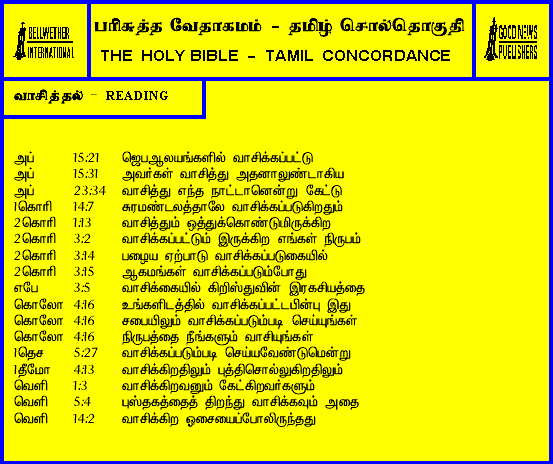 BELLWETHER
INTERNATIONAL
பரிசுத்த வேதாகமம் - தமிழ் சொல்தொகுதி
THE HOLY BIBLE - TAMIL CONCORDANCE
GOOD NEWS
PUBLISHERS
வாசித்தல் - READING
அப் 15:21 ஜெபஆலயங்களில் வாசிக்கப்பட்டு
அப் 15:31 அவர்கள் வாசித்து அதனாலுண்டாகிய
அப் 23:34 வாசித்து எந்த நாட்டானென்று கேட்டு
1கொரி 14:7 சுரமண்டலத்தாலே வாசிக்கப்படுகிறதும்
2கொரி 1:13 வாசித்தும் ஒத்துக்கொண்டுமிருக்கிற
2கொரி 3:2 வாசிக்கப்பட்டும் இருக்கிற எங்கள் நிருபம்
2கொரி 3:14 பழைய ஏற்பாடு வாசிக்கப்படுகையில்
2கொரி 3:15 ஆகமங்கள் வாசிக்கப்படும்போது
எபே 3:5 வாசிக்கையில் கிறிஸ்துவின் இரகசியத்தை
கொலோ 4:16 உங்களிடத்தில் வாசிக்கப்பட்டபின்பு இது
கொலோ 4:16 சபையிலும் வாசிக்கப்படும்படி செய்யுங்கள்
கொலோ 4:16 நிருபத்தை நீங்களும் வாசியுங்கள்
1தெச 5:27 வாசிக்கப்படும்படி செய்யவேண்டுமென்று
1தீமோ 4:13 வாசிக்கிறதிலும் புத்திசொல்லுகிறதிலும்
வெளி 1:3 வாசிக்கிறவனும் கேட்கிறவர்களும்
வெளி 5:4 புஸ்தகத்தைத் திறந்து வாசிக்கவும் அதை
வெளி 14:2 வாசிக்கிற ஓசையைப்போலிருந்தது